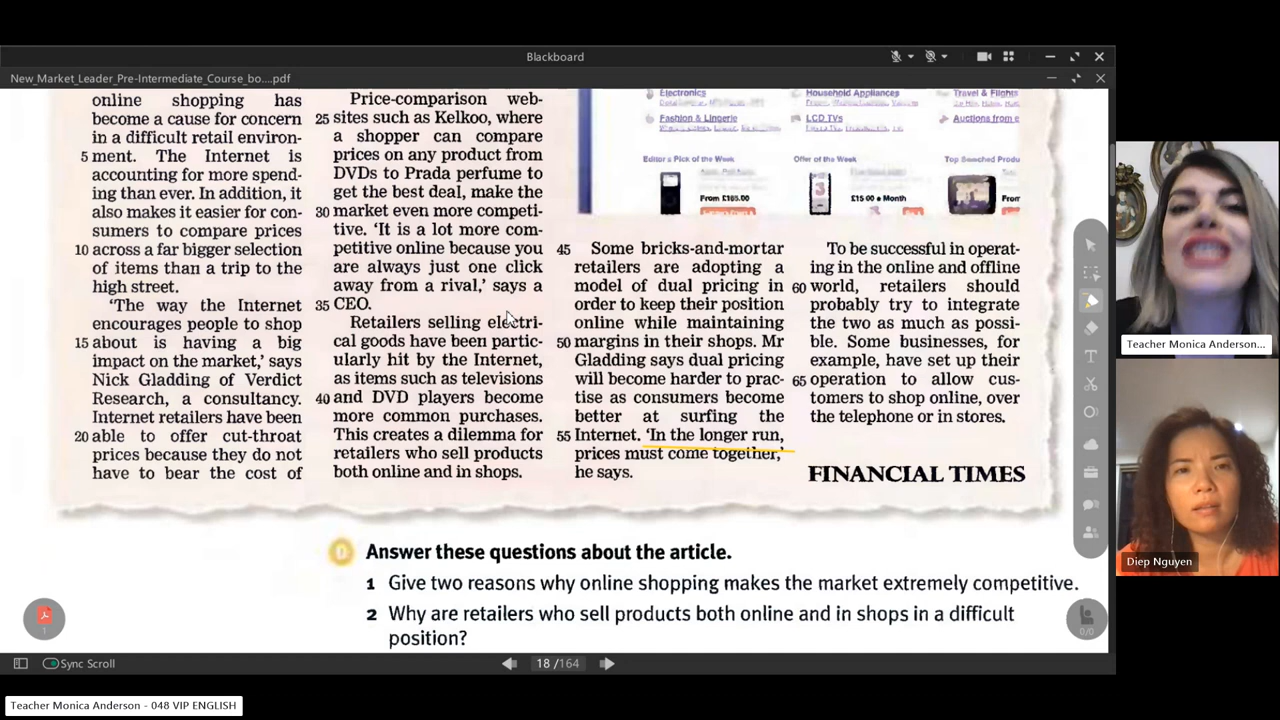 Blackboard
New_Market_Leader_Pre-Intermediate_Course_bo....pdf
online shopping has
become a cause for concern
in a difficult retail environ-
5 ment. The Internet is
accounting for more spend-
ing than ever. In addition, it
also makes it easier for con-
sumers to compare prices
10 across a far bigger selection
of items than a trip to the
high street.
'The way the Internet
encourages people to shop
15 about is having a big
impact on the market,' says
Nick Gladding of Verdict
Research, a consultancy.
Internet retailers have been
20 able to offer cut-throat
prices because they do not
have to bear the cost of
Price-comparison web-
25 sites such as Kelkoo, where
a shopper can compare
prices on any product from
DVDs to Prada perfume to
get the best deal, make the
30 market even more competi-
tive. 'It is a lot more com-
petitive online because you
are always just one click
away from a rival,' says a
35 CEO.
Retailers selling electri-
cal goods have been partic-
ularly hit by the Internet,
as items such as televisions
40 and DVD players become
more common purchases.
This creates a dilemma for
retailers who sell products
both online and in shops.
Electronics
Household Appliances
Travel & Flights
Fashion & Lingerie
LCD TVs
Auctions from e
Editor's Pick of the Week
Offer of the Week
Top Searched Produ
From £165.00
£15.00 a Month
From
45 Some bricks-and-mortar
retailers are adopting a
model of dual pricing in
order to keep their position
online while maintaining
50 margins in their shops. Mr
Gladding says dual pricing
will become harder to prac-
tise as consumers become
better at surfing the
55 Internet. 'In the longer run,
prices must come together,'
he says.
To be successful in operat-
ing in the online and offline
60 world, retailers should
probably try to integrate
the two as much as possi-
ble. Some businesses, for
example, have set up their
65 operation to allow cus-
tomers to shop online, over
the telephone or in stores.
FINANCIAL TIMES
Answer these questions about the article.
1 Give two reasons why online shopping makes the market extremely competitive.
2 Why are retailers who sell products both online and in shops in a difficult
position?
1
0/0
Sync Scroll
18 /164
Teacher Monica Anderson...
Diep Nguyen
Teacher Monica Anderson - 048 VIP ENGLISH